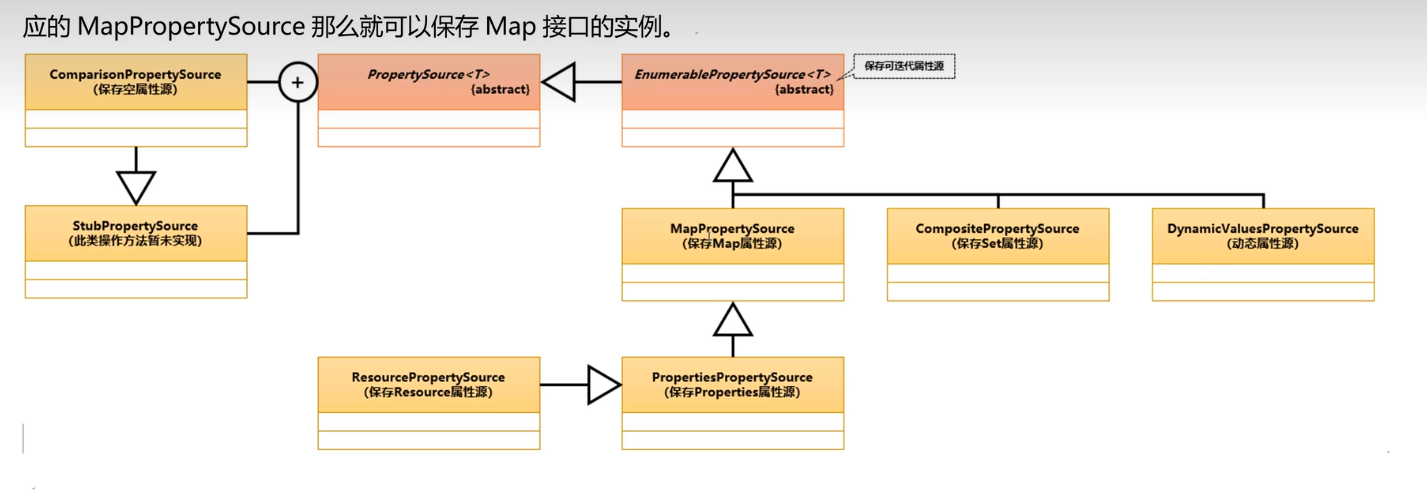 应的 MapPropertySource 那么就可以保存 Map 接口的实例。
ComparisonPropertySource
(保存空属性源)
+
PropertySource<T>
{abstract}
EnumerablePropertySource<T>
{abstract}
保存可迭代属性源
StubPropertySource
(此类操作方法暂未实现)
MapPropertySource
(保存Map属性源)
CompositePropertySource
(保存Set属性源)
DynamicValuesPropertySource
(动态属性源)
ResourcePropertySource
(保存Resource属性源)
PropertiesPropertySource
(保存Properties属性源)